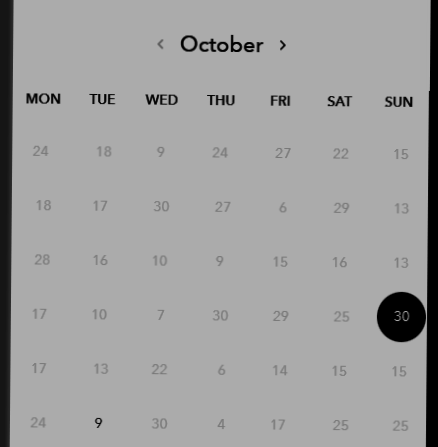 ‹ October ›
MON TUE WED THU FRI SAT SUN
24 18 9 24 27 22 15
18 17 30 27 6 29 13
28 16 10 9 15 16 13
17 10 7 30 29 25 30
17 13 22 6 14 15 15
24 9 30 4 17 25 25